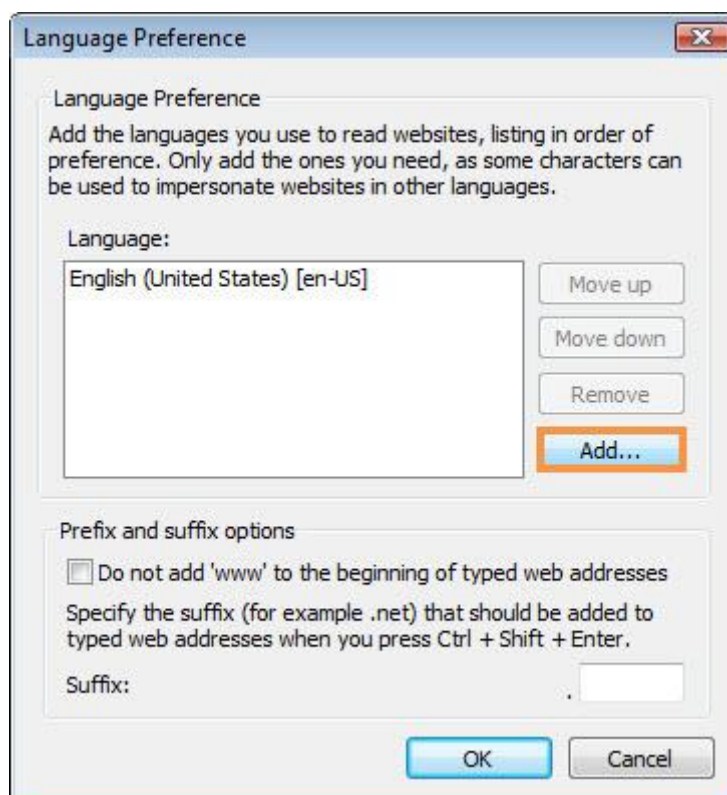 Language Preference
Language Preference
Add the languages you use to read websites, listing in order of
preference. Only add the ones you need, as some characters can
be used to impersonate websites in other languages.
Language:
English (United States) [en-US]
Move up
Move down
Remove
Add...
Prefix and suffix options
Do not add 'www' to the beginning of typed web addresses
Specify the suffix (for example .net) that should be added to
typed web addresses when you press Ctrl + Shift + Enter.
Suffix: .
OK Cancel